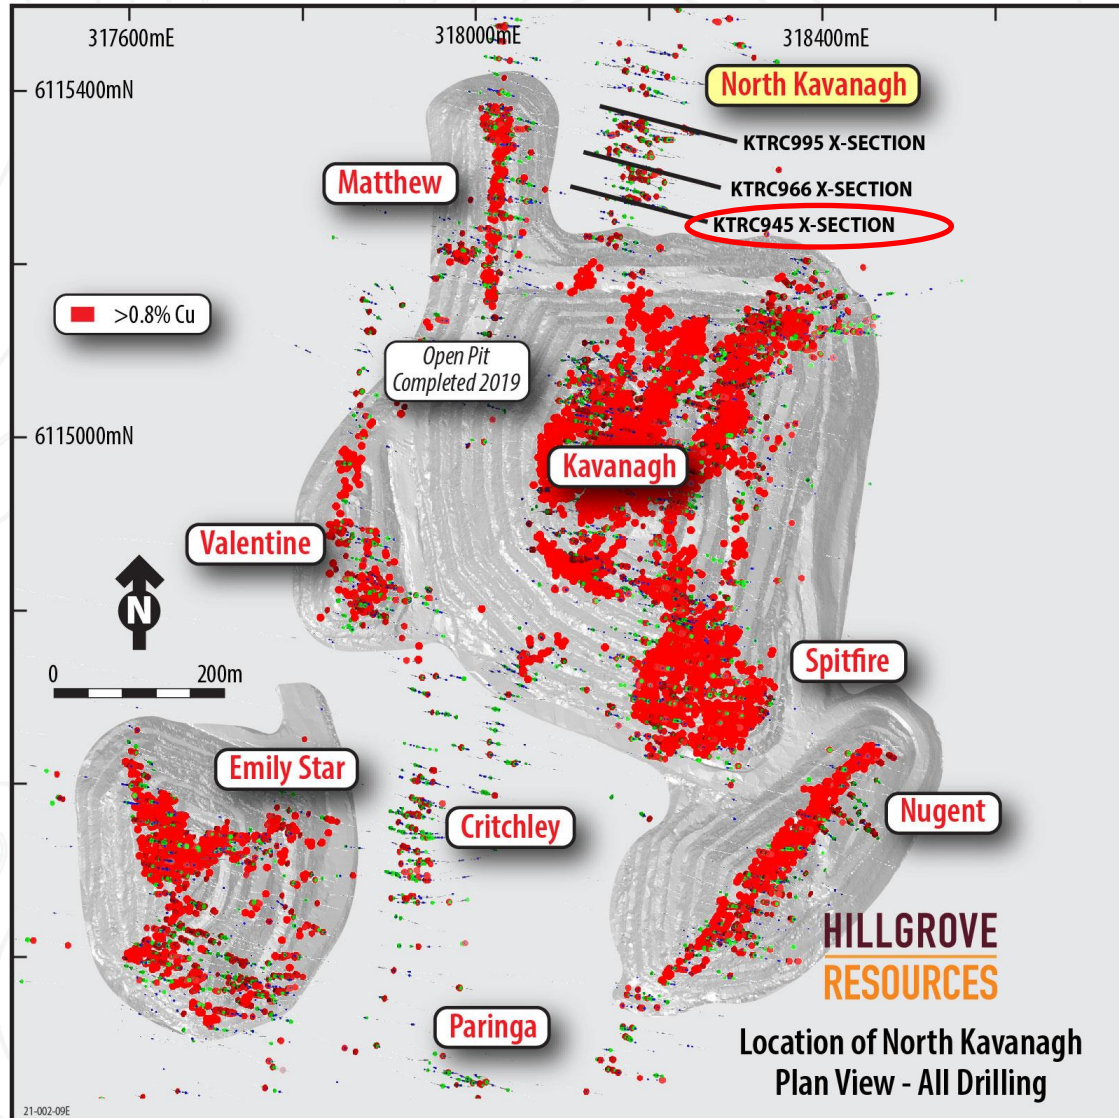 317600mE
318000mE
318400mE
6115400mN
North Kavanagh
KTRC995 X-SECTION
Matthew
KTRC966 X-SECTION
KTRC945 X-SECTION
>0.8% Cu
Open Pit
Completed 2019
6115000mN
Kavanagh
Valentine
N
0
200m
Spitfire
Emily Star
Critchley
Nugent
HILLGROVE
RESOURCES
Paringa
Location of North Kavanagh
Plan View - All Drilling
21-002-09E